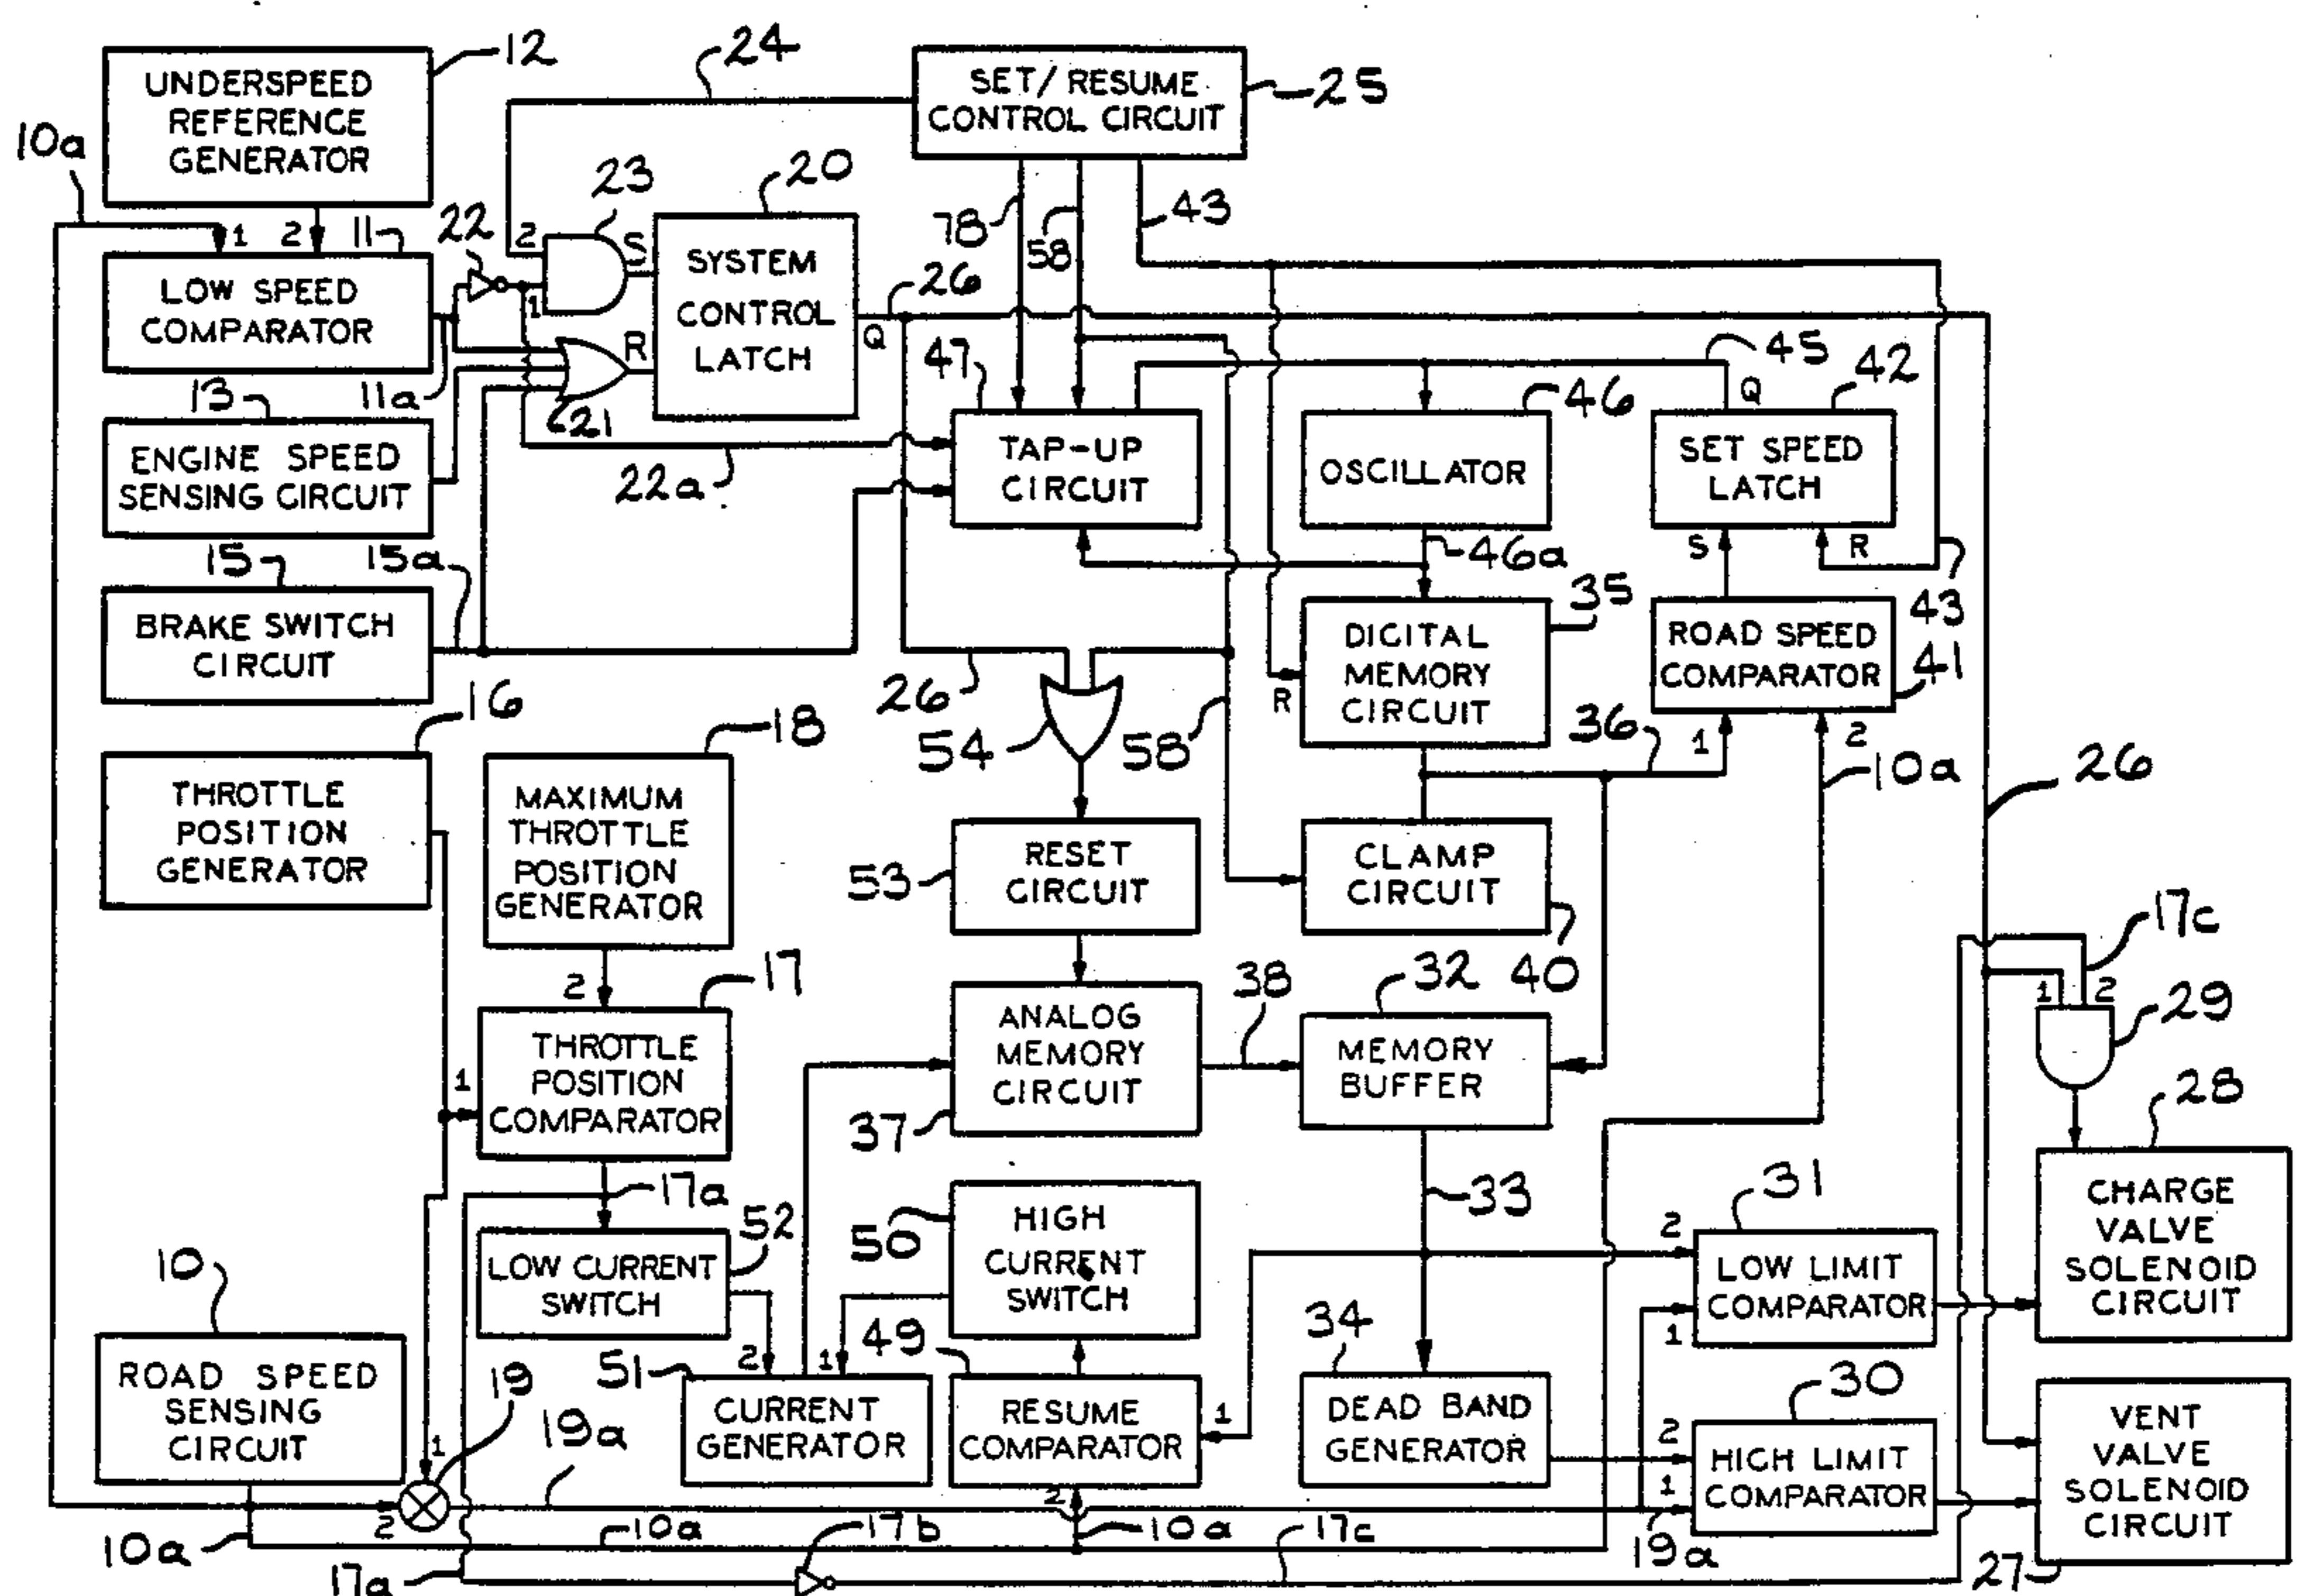 12
UNDERSPEED
REFERENCE
GENERATOR
10a
1
2
11
LOW SPEED
COMPARATOR
11a
13
ENGINE SPEED
SENSING CIRCUIT
15
15a
BRAKE SWITCH
CIRCUIT
22
2
1
23
S
R
21
20
SYSTEM
CONTROL
LATCH
Q
26
24
SET/RESUME
CONTROL CIRCUIT
25
78
58
43
22a
47
TAP-UP
CIRCUIT
46
OSCILLATOR
46a
45
Q
42
SET SPEED
LATCH
S
R
43
35
DIGITAL
MEMORY
CIRCUIT
R
ROAD SPEED
COMPARATOR
41
1
2
36
10a
26
26
54
58
16
THROTTLE
POSITION
GENERATOR
18
MAXIMUM
THROTTLE
POSITION
GENERATOR
2
17
1
THROTTLE
POSITION
COMPARATOR
17a
53
RESET
CIRCUIT
CLAMP
CIRCUIT
40
37
ANALOG
MEMORY
CIRCUIT
38
32
MEMORY
BUFFER
33
17c
1
2
29
28
CHARGE
VALVE
SOLENOID
CIRCUIT
52
LOW CURRENT
SWITCH
50
HIGH
CURRENT
SWITCH
31
2
1
LOW LIMIT
COMPARATOR
10
ROAD SPEED
SENSING
CIRCUIT
10a
1
2
19
19a
51
2
1
CURRENT
GENERATOR
49
RESUME
COMPARATOR
1
2
34
DEAD BAND
GENERATOR
30
2
1
HIGH LIMIT
COMPARATOR
19a
VENT
VALVE
SOLENOID
CIRCUIT
27
10a
10a
17a
17b
17c